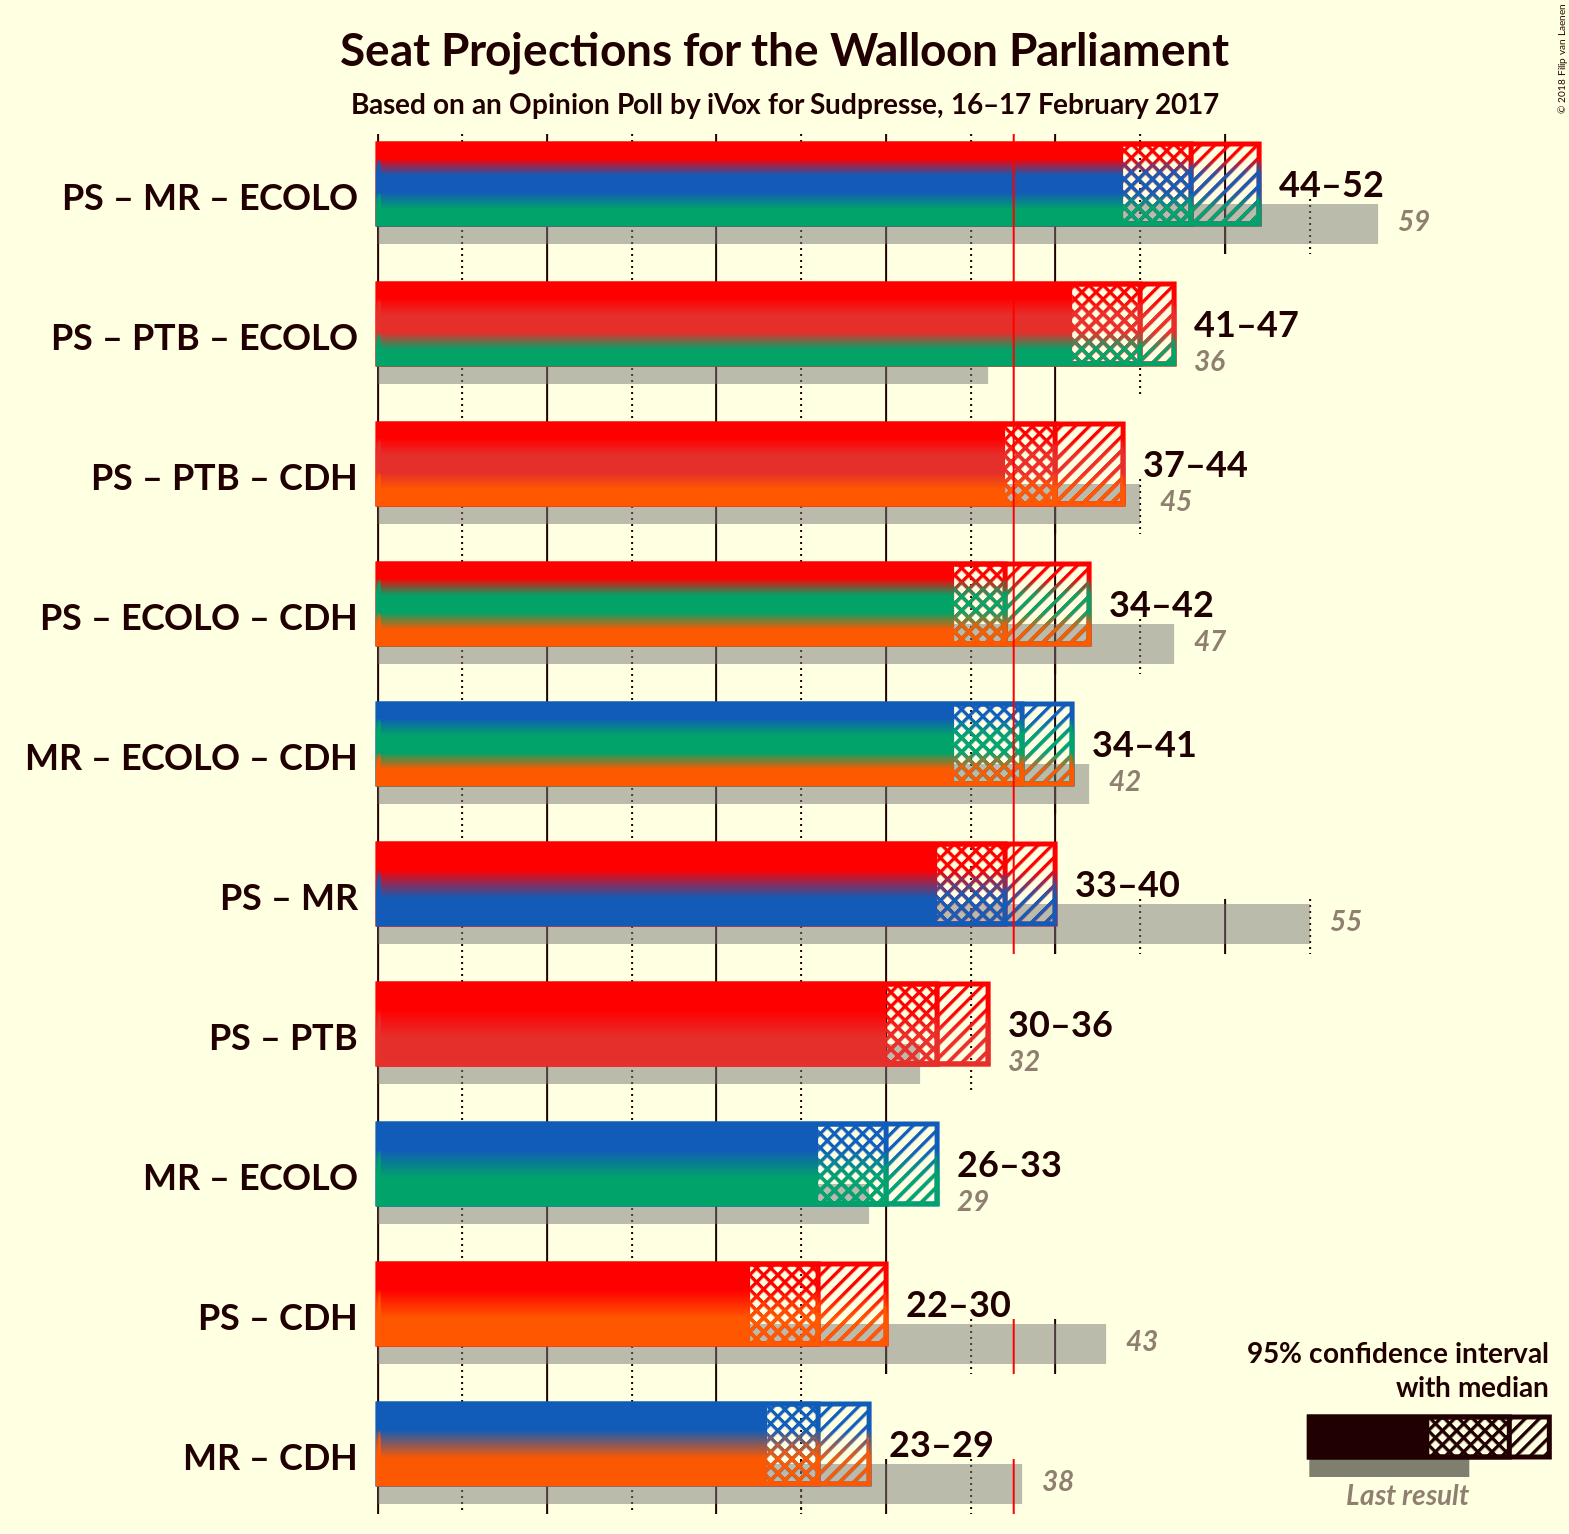 Seat Projections for the Walloon Parliament
Based on an Opinion Poll by iVox for Sudpresse, 16–17 February 2017
© 2018 Filip van Laenen
PS – MR – ECOLO
44–52
59
PS – PTB – ECOLO
41–47
36
PS – PTB – CDH
37–44
45
PS – ECOLO – CDH
34–42
47
MR – ECOLO – CDH
34–41
42
PS – MR
33–40
55
PS – PTB
30–36
32
MR – ECOLO
26–33
29
PS – CDH
22–30
43
MR – CDH
23–29
38
95% confidence interval
with median
Last result